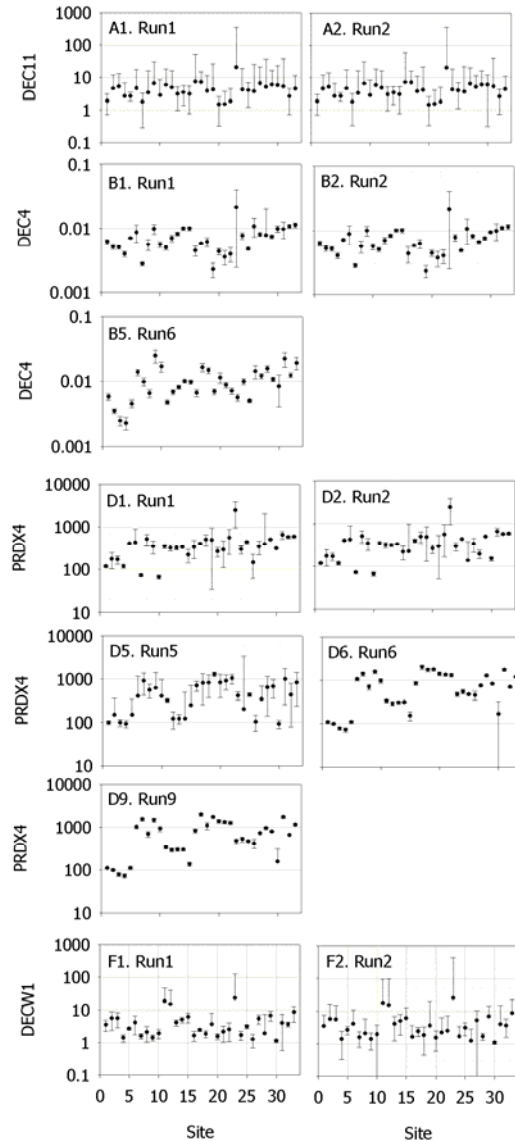 A1. Run1
A2. Run2
DEC11
1000
100
10
1
0.1
B1. Run1
B2. Run2
DEC4
0.1
0.01
0.001
B5. Run6
DEC4
0.1
0.01
0.001
D1. Run1
D2. Run2
PRDX4
10000
1000
100
10
D5. Run5
D6. Run6
PRDX4
10000
1000
100
10
D9. Run9
PRDX4
10000
1000
100
10
F1. Run1
F2. Run2
DECW1
1000
100
10
1
0.1
0 5 10 15 20 25 30 0 5 10 15 20 25 30
Site Site